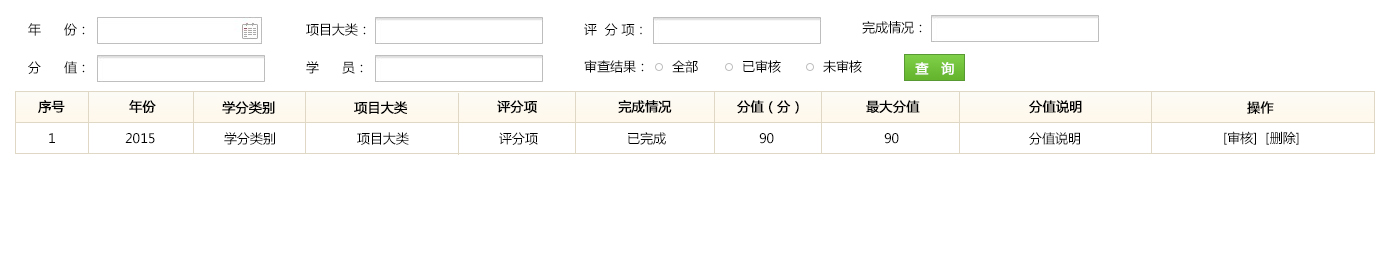 年 份： 项目大类： 评 分 项： 完成情况：
分 值： 学 员： 审查结果： 全部 已审核 未审核 查 询
序号 年份 学分类别 项目大类 评分项 完成情况 分值（分） 最大分值 分值说明 操作
1 2015 学分类别 项目大类 评分项 已完成 90 90 分值说明 [审核] [删除]